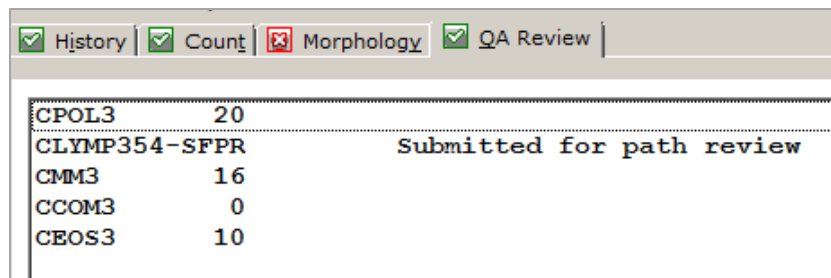 History Count Morphology QA Review
CPOL3 20
CLYMP354-SFPR Submitted for path review
CMM3 16
CCOM3 0
CEOS3 10